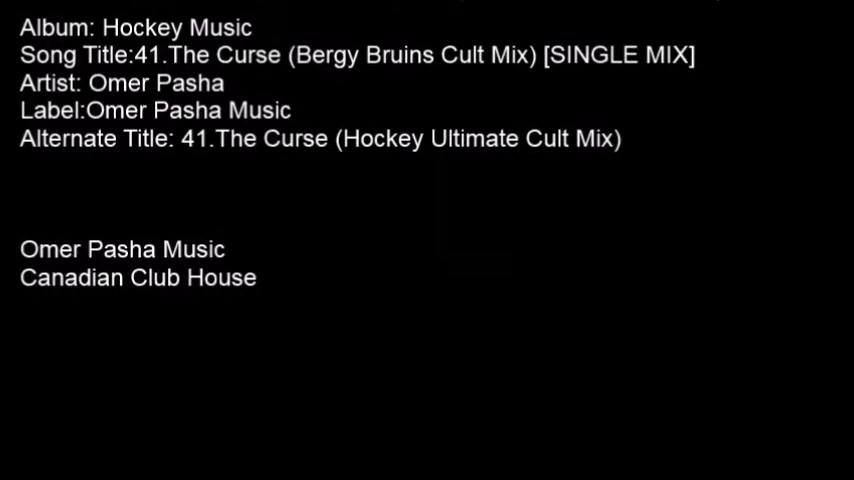 Album: Hockey Music
Song Title:41.The Curse (Bergy Bruins Cult Mix) [SINGLE MIX]
Artist: Omer Pasha
Label:Omer Pasha Music
Alternate Title: 41.The Curse (Hockey Ultimate Cult Mix)
Omer Pasha Music
Canadian Club House